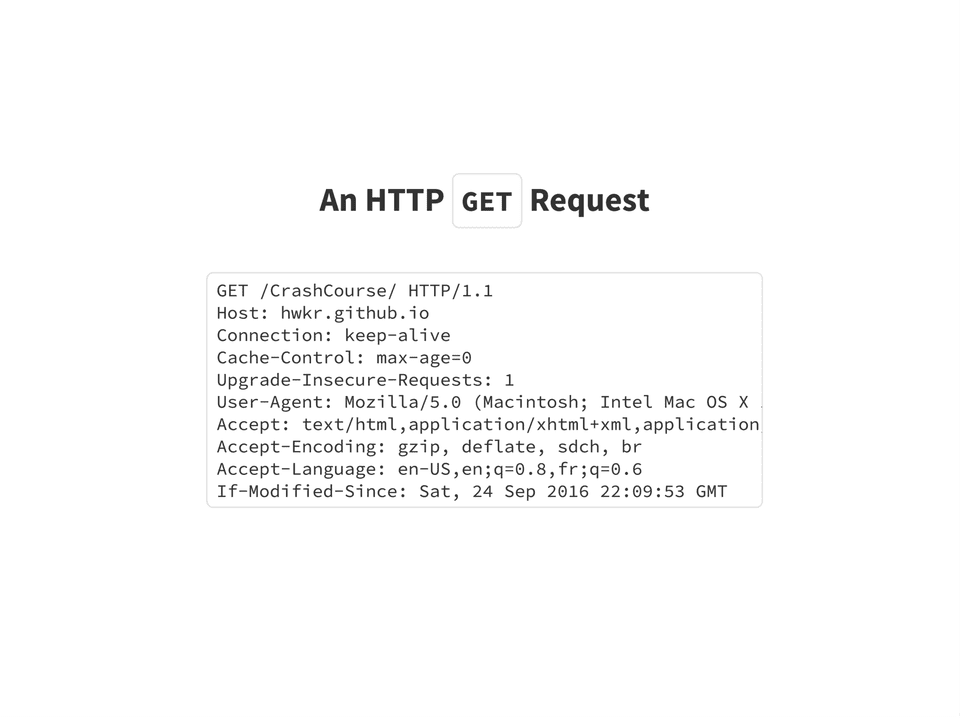 An HTTP GET Request
GET /CrashCourse/ HTTP/1.1
Host: hwkr.github.io
Connection: keep-alive
Cache-Control: max-age=0
Upgrade-Insecure-Requests: 1
User-Agent: Mozilla/5.0 (Macintosh; Intel Mac OS X
Accept: text/html,application/xhtml+xml,application,
Accept-Encoding: gzip, deflate, sdch, br
Accept-Language: en-US,en;q=0.8,fr;q=0.6
If-Modified-Since: Sat, 24 Sep 2016 22:09:53 GMT